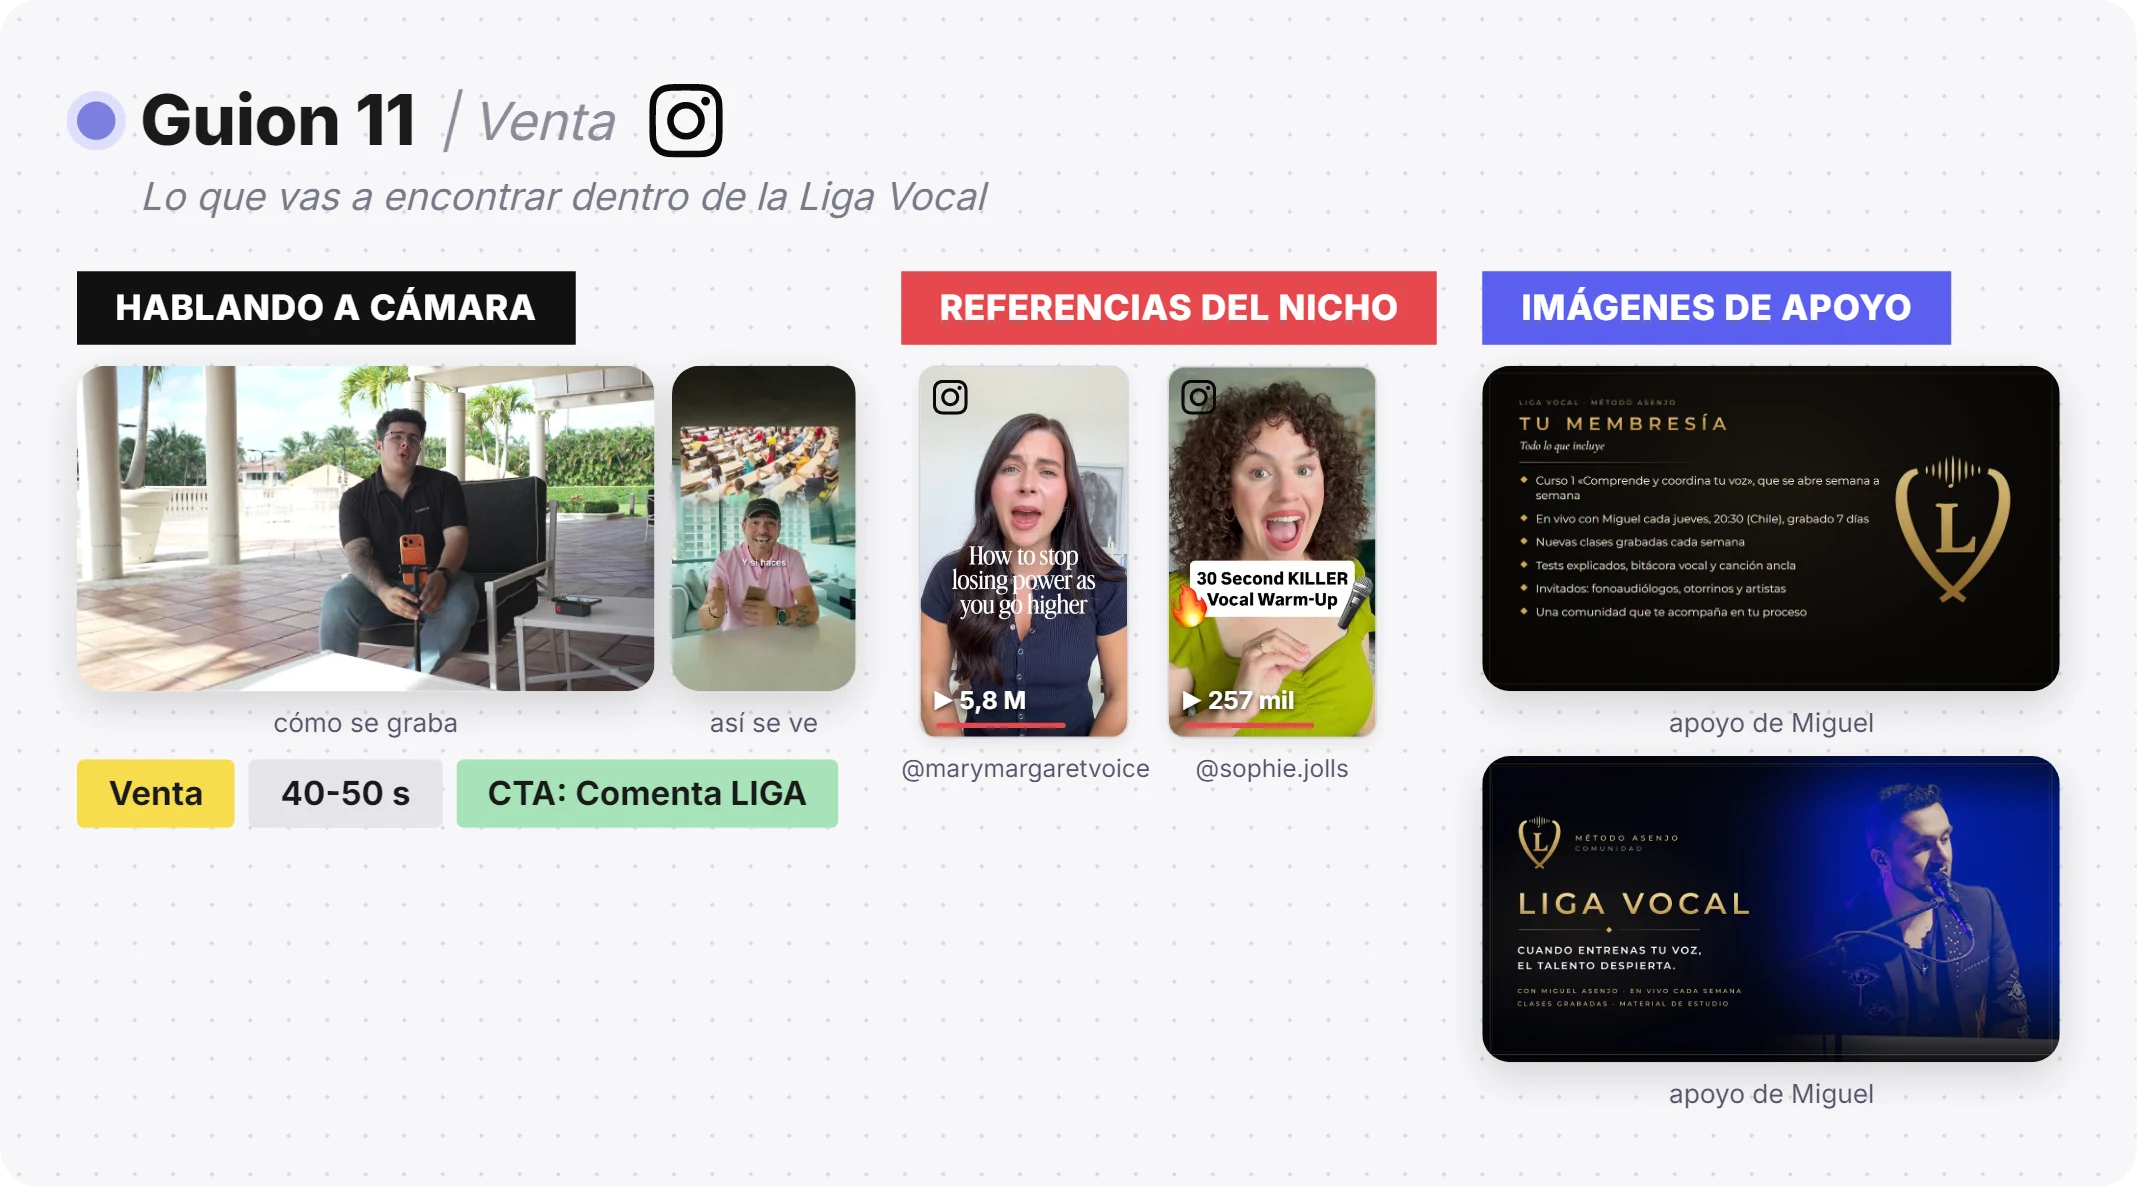 Guion 11 / Venta
Lo que vas a encontrar dentro de la Liga Vocal
HABLANDO A CÁMARA
Y si haces
cómo se graba
así se ve
Venta
40-50 s
CTA: Comenta LIGA
REFERENCIAS DEL NICHO
How to stop
losing power as
you go higher
5,8 M
@marymargaretvoice
30 Second KILLER
Vocal Warm-Up
257 mil
@sophie.jolls
IMÁGENES DE APOYO
LIGA VOCAL · MÉTODO ASENJO
TU MEMBRESÍA
Todo lo que incluye
Curso 1 «Comprende y coordina tu voz», que se abre semana a
semana
En vivo con Miguel cada jueves, 20:30 (Chile), grabado 7 días
Nuevas clases grabadas cada semana
Tests explicados, bitácora vocal y canción ancla
Invitados: fonoaudiólogos, otorrinos y artistas
Una comunidad que te acompaña en tu proceso
L
apoyo de Miguel
L
MÉTODO ASENJO
COMUNIDAD
LIGA VOCAL
CUANDO ENTRENAS TU VOZ,
EL TALENTO DESPIERTA.
CON MIGUEL ASENJO · EN VIVO CADA SEMANA
CLASES GRABADAS · MATERIAL DE ESTUDIO
apoyo de Miguel